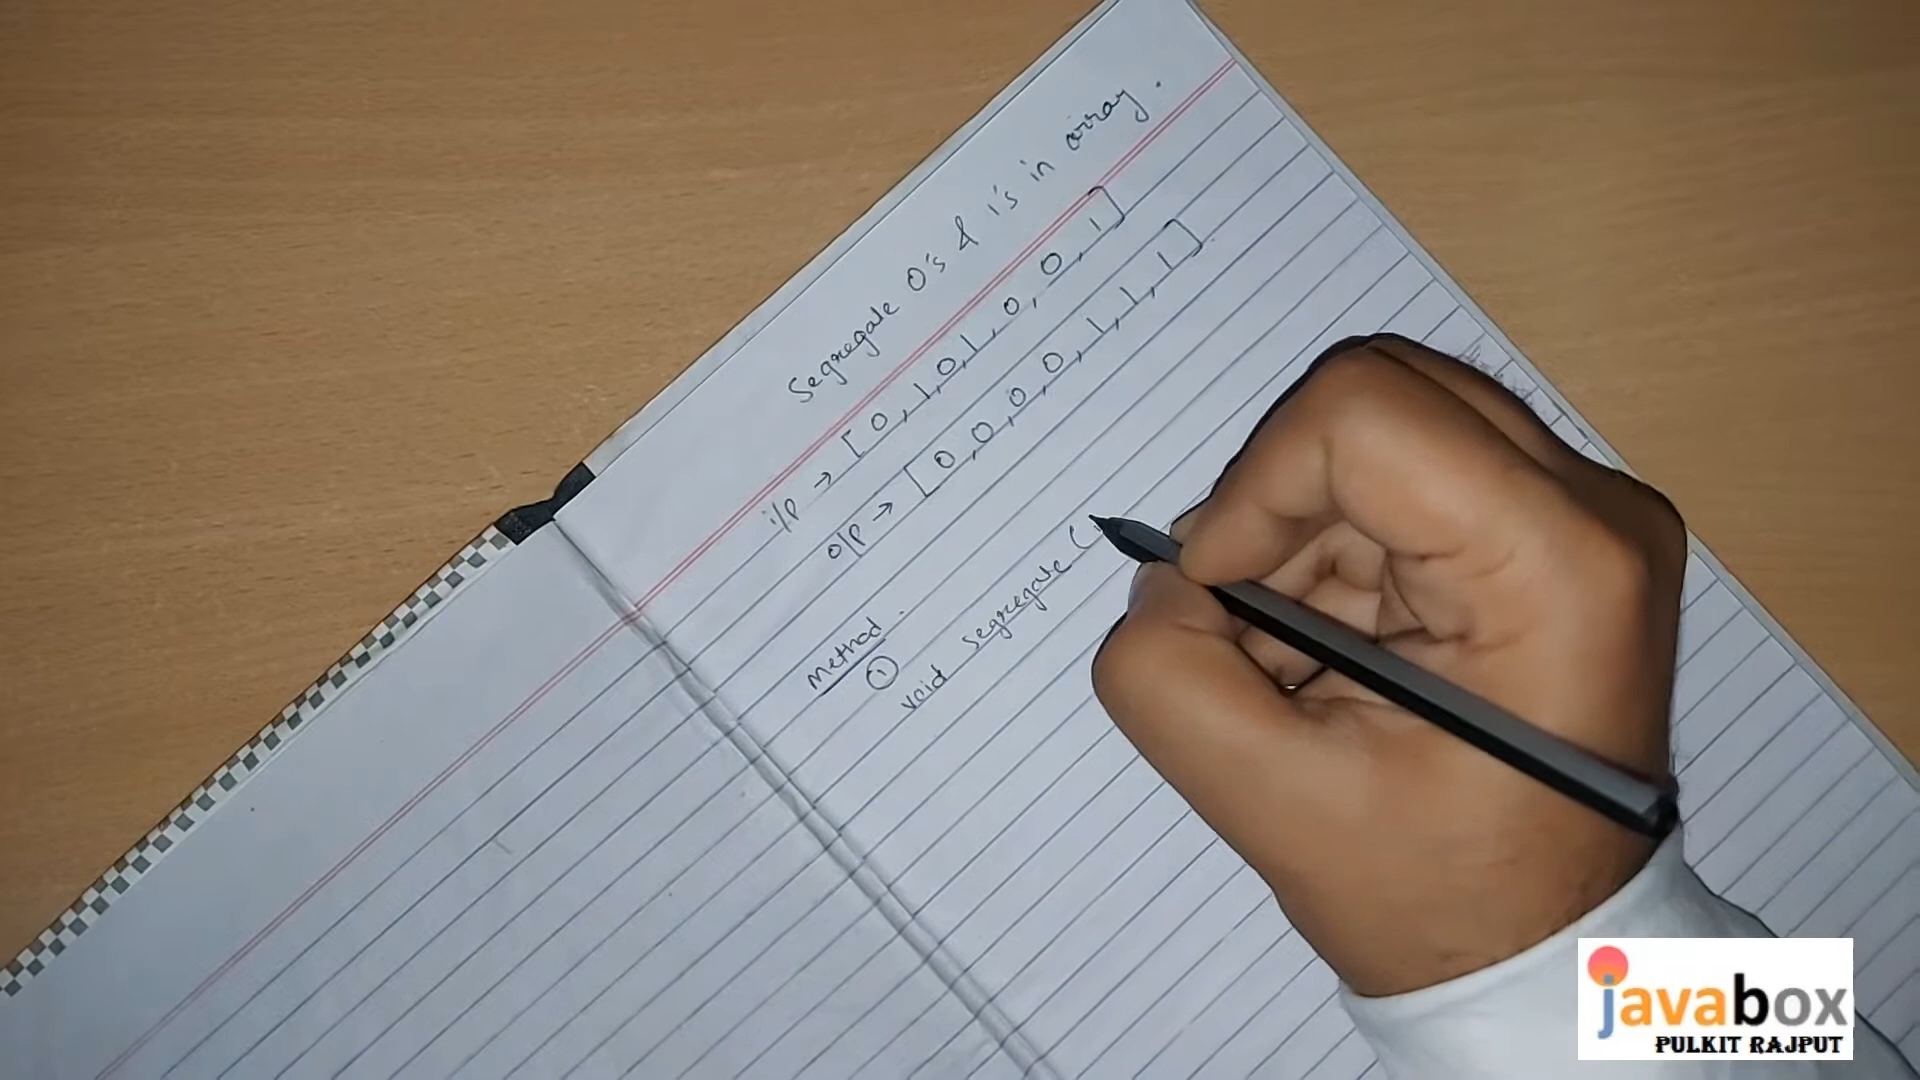 Segregate 0's & 1's in array.
i/p → [0,1,0,1,0,0,1]
o/p → [0,0,0,0,1,1,1]
Method.
①
void segregate (
javabox
PULKIT RAJPUT